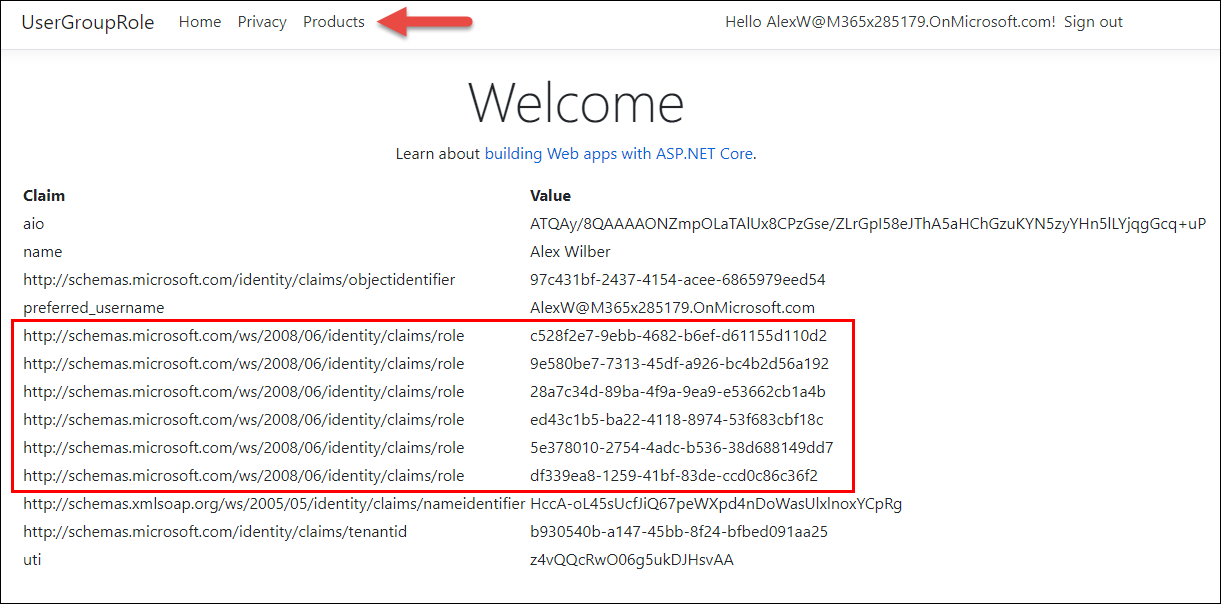 UserGroupRole Home Privacy Products Hello AlexW@M365x285179.OnMicrosoft.com! Sign out
Welcome
Learn about building Web apps with ASP.NET Core.
Claim Value
aio ATQAy/8QAAAAONZmpOLaTAlUx8CPzGse/ZLrGpI58eJThA5aHChGzuKYN5zyYHn5lLYjqgGcq+uP
name Alex Wilber
http://schemas.microsoft.com/identity/claims/objectidentifier 97c431bf-2437-4154-acee-6865979eed54
preferred_username AlexW@M365x285179.OnMicrosoft.com
http://schemas.microsoft.com/ws/2008/06/identity/claims/role c528f2e7-9ebb-4682-b6ef-d61155d110d2
http://schemas.microsoft.com/ws/2008/06/identity/claims/role 9e580be7-7313-45df-a926-bc4b2d56a192
http://schemas.microsoft.com/ws/2008/06/identity/claims/role 28a7c34d-89ba-4f9a-9ea9-e53662cb1a4b
http://schemas.microsoft.com/ws/2008/06/identity/claims/role ed43c1b5-ba22-4118-8974-53f683cbf18c
http://schemas.microsoft.com/ws/2008/06/identity/claims/role 5e378010-2754-4adc-b536-38d688149dd7
http://schemas.microsoft.com/ws/2008/06/identity/claims/role df339ea8-1259-41bf-83de-ccd0c86c36f2
http://schemas.xmlsoap.org/ws/2005/05/identity/claims/nameidentifier HccA-oL45sUcfJiQ67peWXpd4nDoWasUlxlnoxYCpRg
http://schemas.microsoft.com/identity/claims/tenantid b930540b-a147-45bb-8f24-bfbed091aa25
uti z4vQQcRwO06g5ukDJHsvAA